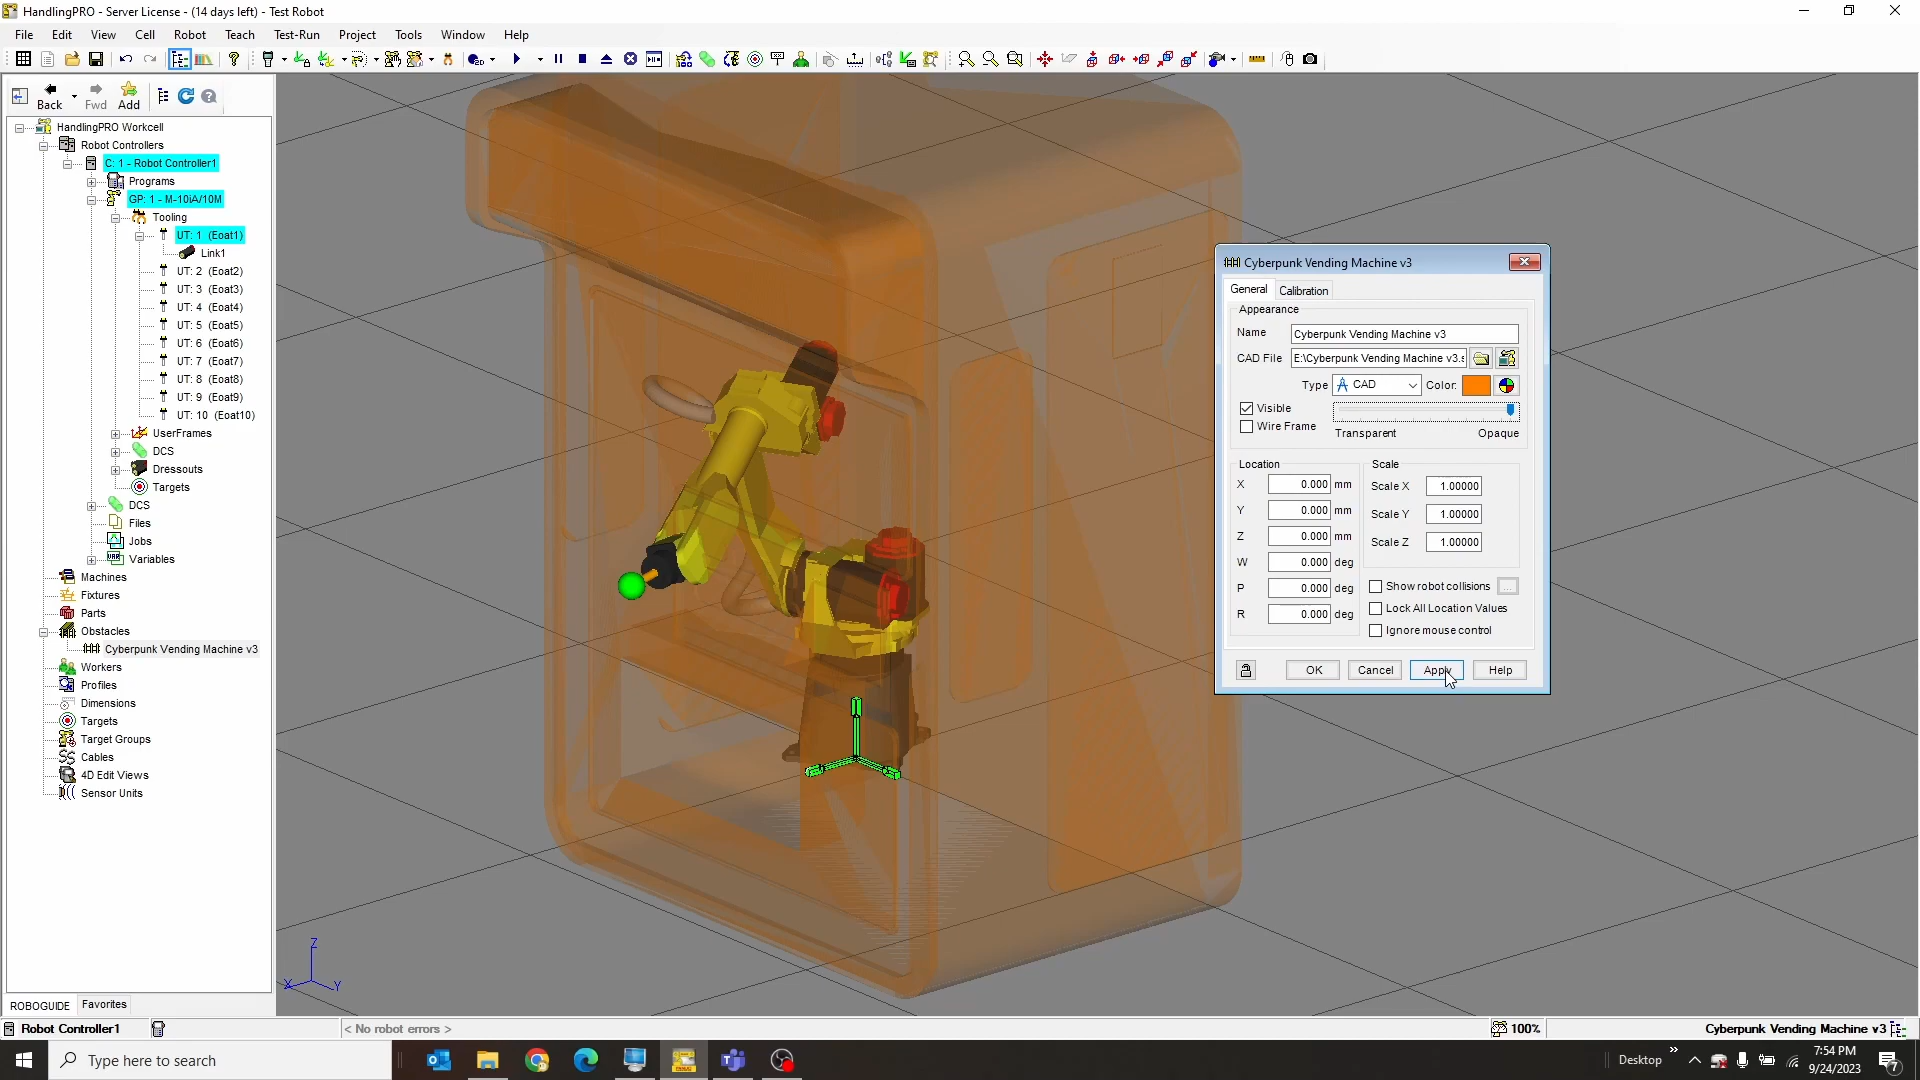 HandlingPRO - Server License - (14 days left) - Test Robot
File Edit View Cell Robot Teach Test-Run Project Tools Window Help
Back Fwd Add
HandlingPRO Workcell
Robot Controllers
C: 1 - Robot Controller1
Programs
GP: 1 - M-10iA/10M
Tooling
UT: 1 (Eoat1)
Link1
UT: 2 (Eoat2)
UT: 3 (Eoat3)
UT: 4 (Eoat4)
UT: 5 (Eoat5)
UT: 6 (Eoat6)
UT: 7 (Eoat7)
UT: 8 (Eoat8)
UT: 9 (Eoat9)
UT: 10 (Eoat10)
UserFrames
DCS
Dressouts
Targets
DCS
Files
Jobs
Variables
Machines
Fixtures
Parts
Obstacles
Cyberpunk Vending Machine v3
Workers
Profiles
Dimensions
Targets
Target Groups
Cables
4D Edit Views
Sensor Units
ROBOGUIDE Favorites
Z
X Y
Cyberpunk Vending Machine v3
General Calibration
Appearance
Name Cyberpunk Vending Machine v3
CAD File E:\Cyberpunk Vending Machine v3.s
Type CAD Color:
Visible
Wire Frame Transparent Opaque
Location Scale
X 0.000 mm Scale X 1.00000
Y 0.000 mm Scale Y 1.00000
Z 0.000 mm Scale Z 1.00000
W 0.000 deg
P 0.000 deg Show robot collisions ...
Lock All Location Values
R 0.000 deg
Ignore mouse control
OK Cancel Apply Help
Robot Controller1 < No robot errors > 100% Cyberpunk Vending Machine v3
Type here to search
Desktop » 7:54 PM
9/24/2023
7